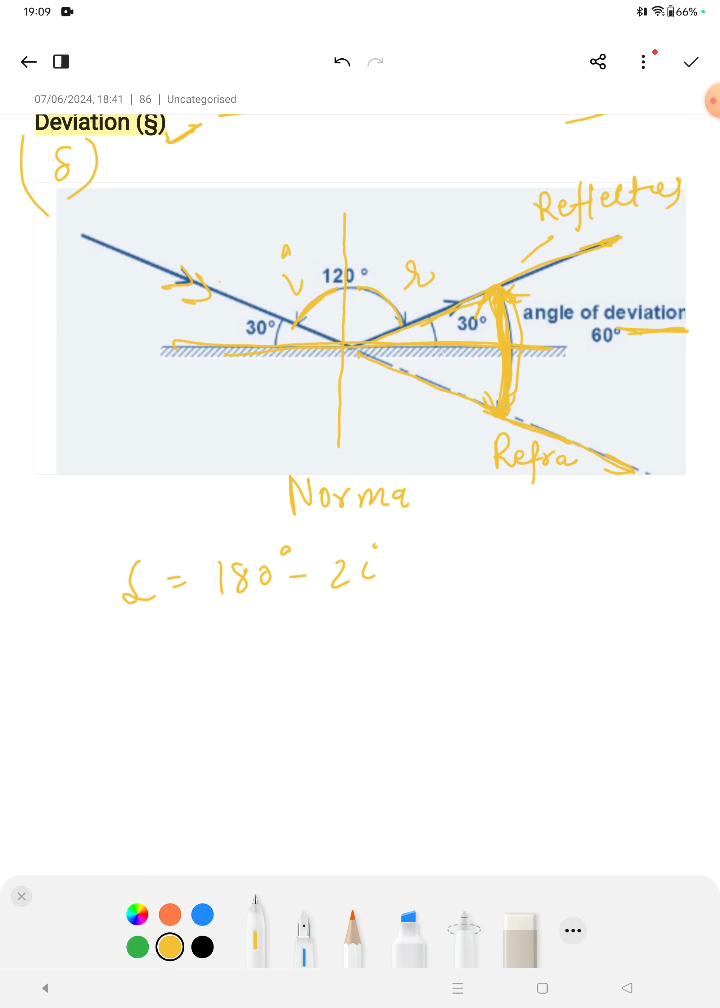 19:09 66%
07/06/2024, 18:41 | 86 | Uncategorised
Deviation (§)
(δ)
Reflectes
i
120°
r
30°
30°
angle of deviation
60°
Refra
Norma
δ = 180° - 2i